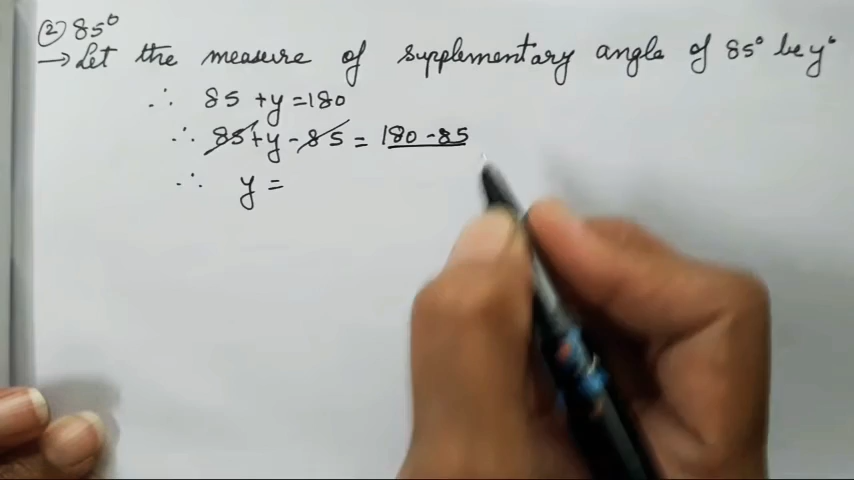 ② 85°
→ Let the measure of supplementary angle of 85° be y°
∴ 85 + y = 180
∴ 85 + y - 85 = 180 - 85
∴ y =